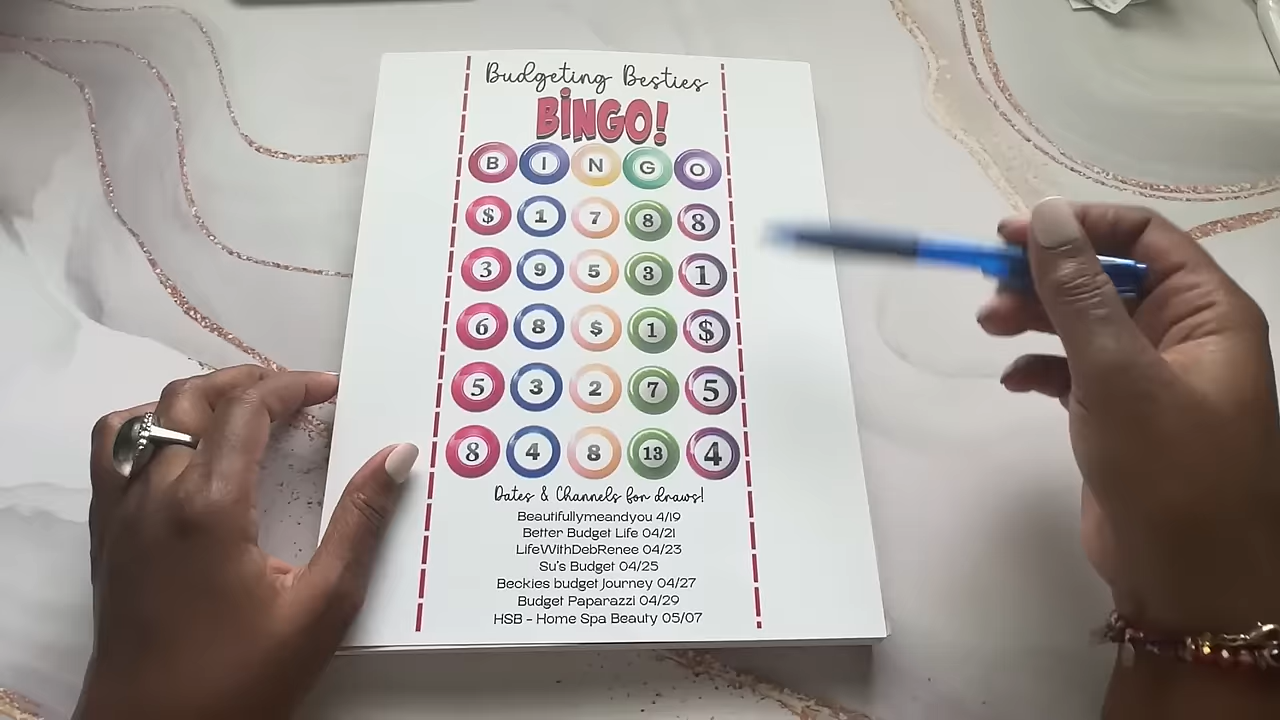 Budgeting Besties
BINGO!
B I N G O
$ 1 7 8 8
3 9 5 3 1
6 8 $ 1 $
5 3 2 7 5
8 4 8 13 4
Dates & Channels for draws!
Beautifullymeandyou 4/19
Better Budget Life 04/21
LifeWithDebRenee 04/23
Su's Budget 04/25
Beckies budget Journey 04/27
Budget Paparazzi 04/29
HSB - Home Spa Beauty 05/07